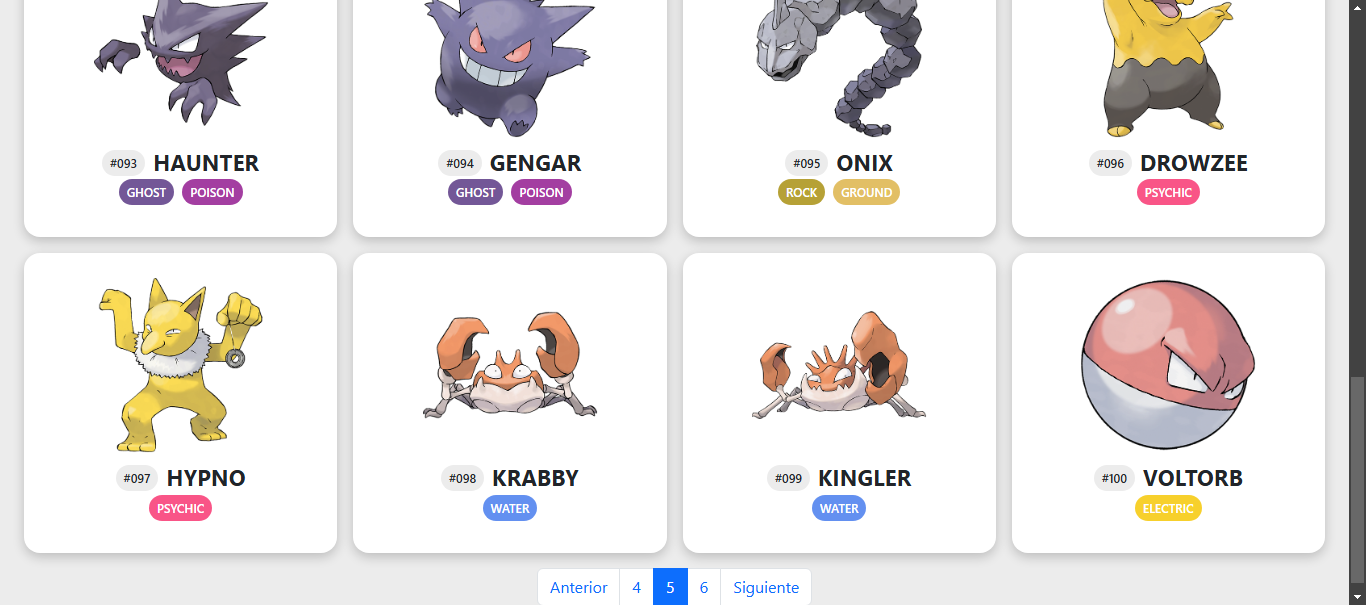 #093 HAUNTER
GHOST POISON
#094 GENGAR
GHOST POISON
#095 ONIX
ROCK GROUND
#096 DROWZEE
PSYCHIC
#097 HYPNO
PSYCHIC
#098 KRABBY
WATER
#099 KINGLER
WATER
#100 VOLTORB
ELECTRIC
Anterior 4 5 6 Siguiente